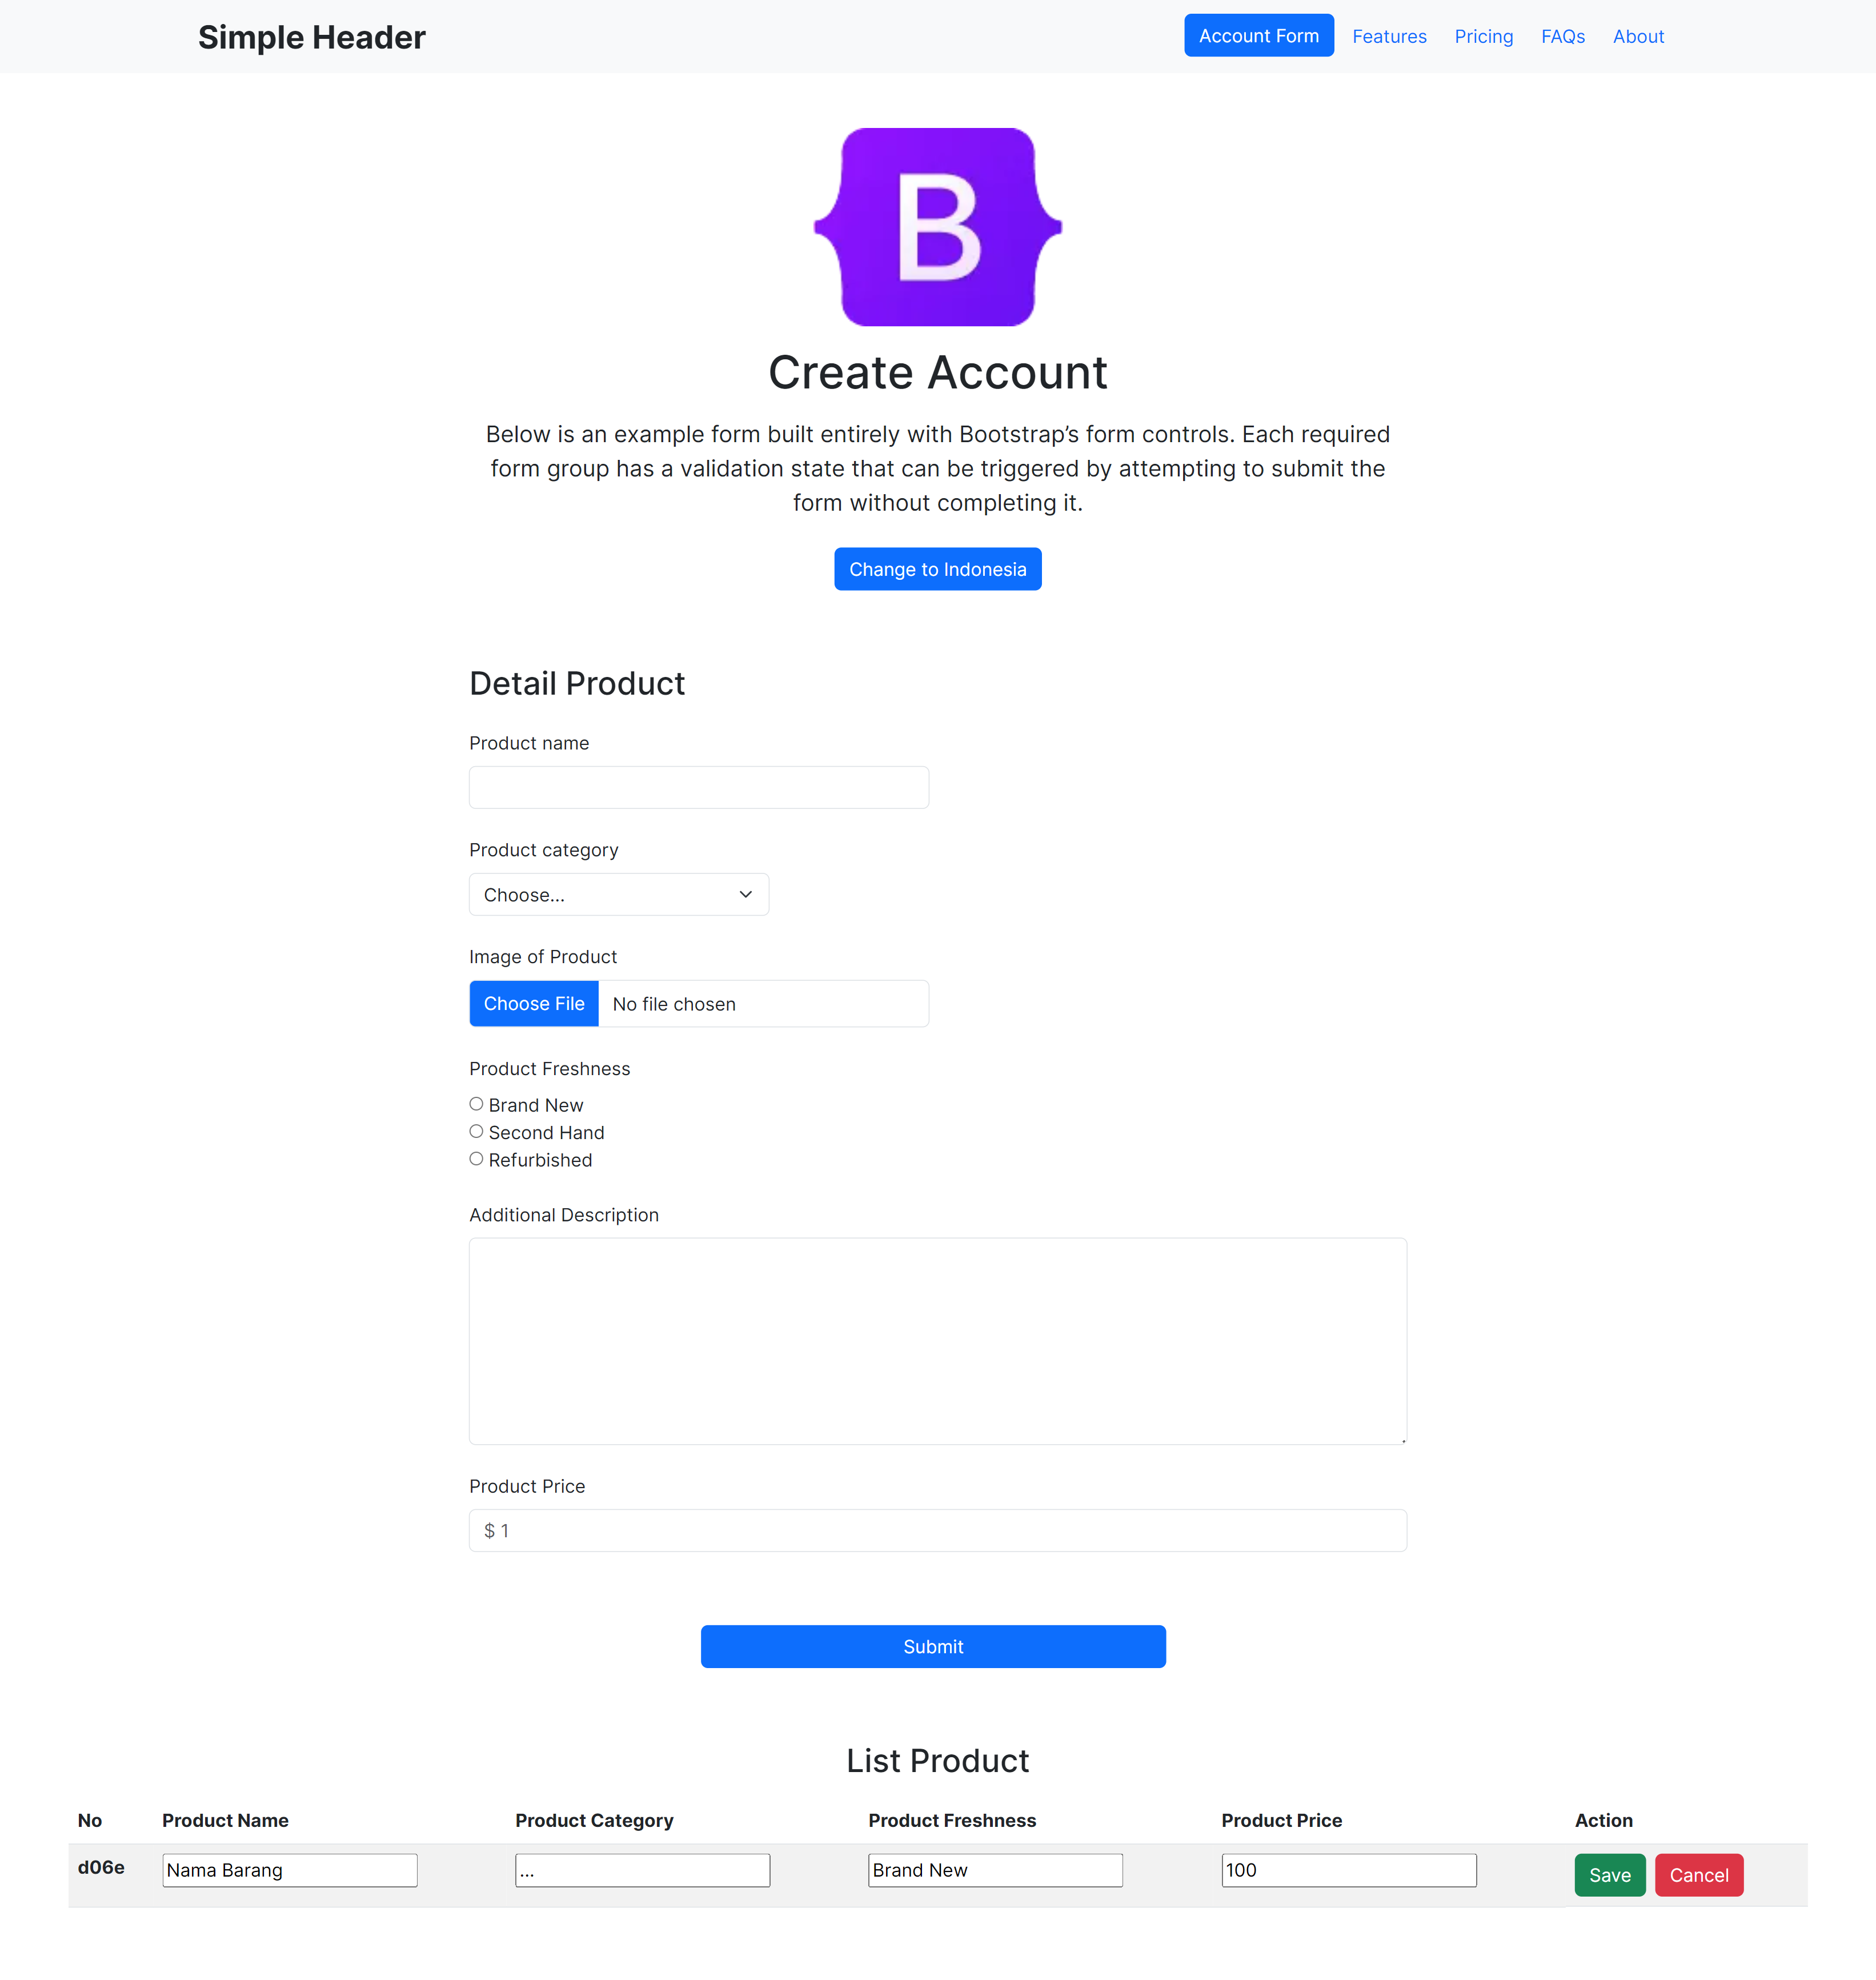 Simple Header
Account Form Features Pricing FAQs About
B
Create Account
Below is an example form built entirely with Bootstrap’s form controls. Each required
form group has a validation state that can be triggered by attempting to submit the
form without completing it.
Change to Indonesia
Detail Product
Product name
Product category
Choose...
Image of Product
Choose File No file chosen
Product Freshness
Brand New
Second Hand
Refurbished
Additional Description
Product Price
$ 1
Submit
List Product
No Product Name Product Category Product Freshness Product Price Action
d06e Nama Barang ... Brand New 100 Save Cancel